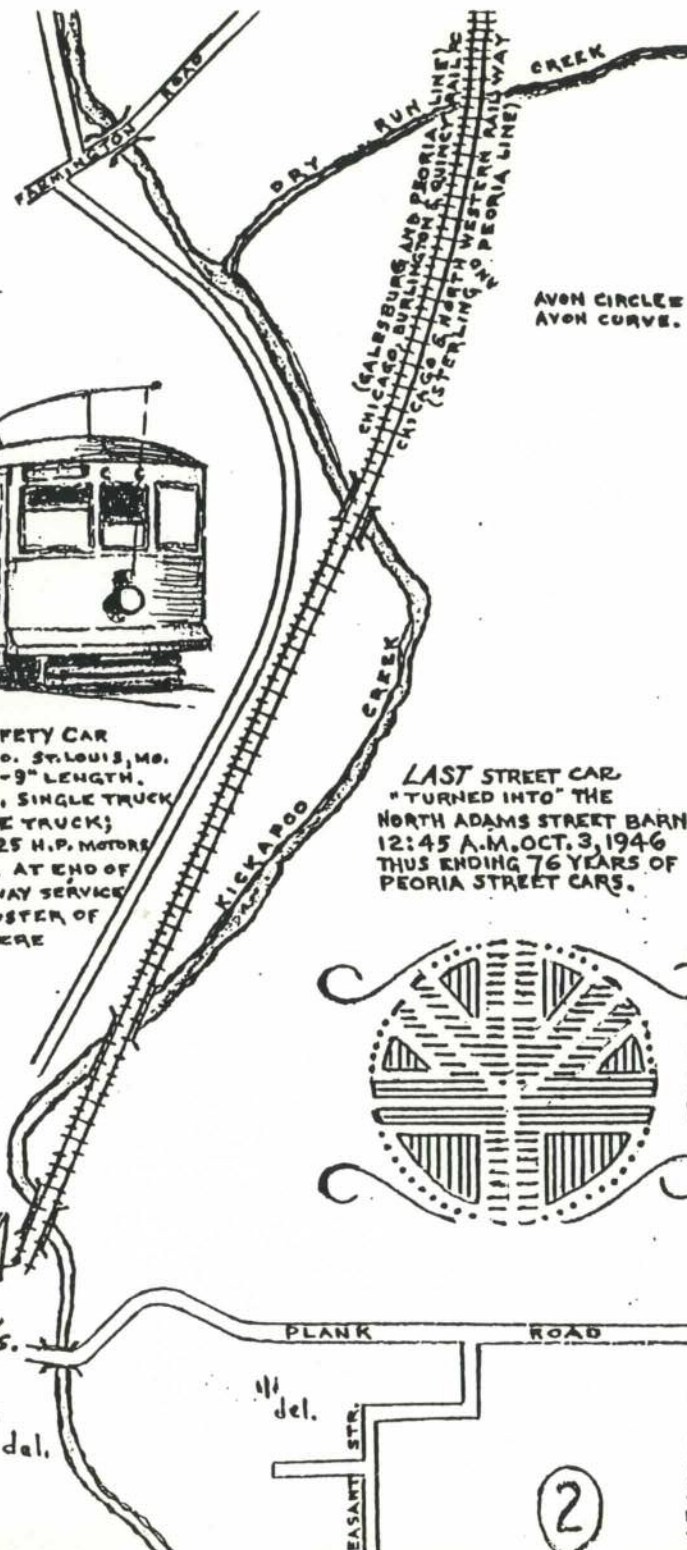 FARMINGTON ROAD
DRY RUN CREEK
(GALESBURG AND PEORIA LINE)
CHICAGO, BURLINGTON & QUINCY RAILRC
CHICAGO & NORTH WESTERN RAILWAY
(STERLING AND PEORIA LINE)
AVON CIRCLE =
AVON CURVE.
FETY CAR
O. ST. LOUIS, MO.
-9" LENGTH.
, SINGLE TRUCK
E TRUCK;
25 H.P. MOTORS
AT END OF
WAY SERVICE
OSTER OF
ERE
KICKAPOO CREEK
LAST STREET CAR
"TURNED INTO" THE
NORTH ADAMS STREET BARN
12:45 A.M. OCT. 3, 1946
THUS ENDING 76 YEARS OF
PEORIA STREET CARS.
PLANK ROAD
S.
del.
del.
EASANT STR.
2